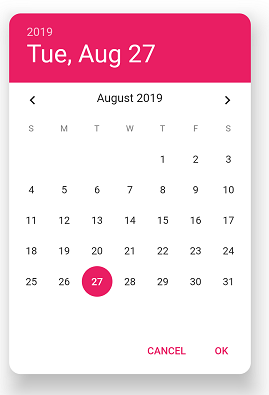 2019
Tue, Aug 27
August 2019
S M T W T F S
1 2 3
4 5 6 7 8 9 10
11 12 13 14 15 16 17
18 19 20 21 22 23 24
25 26 27 28 29 30 31
CANCEL OK